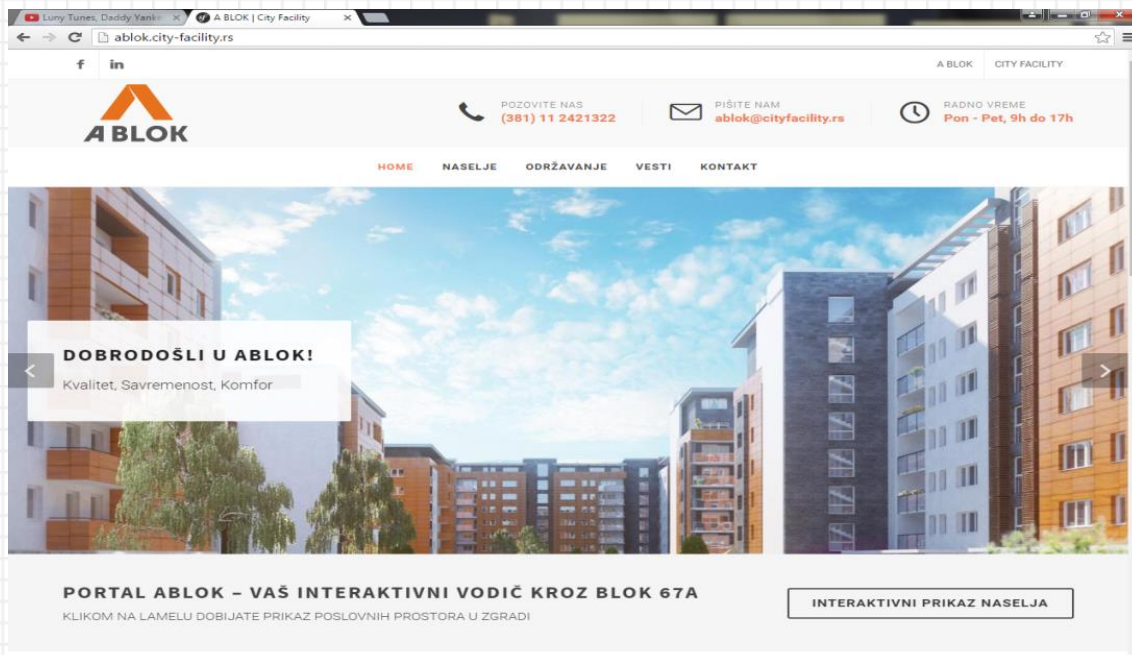 Luny Tunes, Daddy Yanke
A BLOK | City Facility
ablok.city-facility.rs
f in
A BLOK CITY FACILITY
A BLOK
POZOVITE NAS
(381) 11 2421322
PIŠITE NAM
ablok@cityfacility.rs
RADNO VREME
Pon - Pet, 9h do 17h
HOME NASELJE ODRŽAVANJE VESTI KONTAKT
DOBRODOŠLI U ABLOK!
Kvalitet, Savremenost, Komfor
PORTAL ABLOK – VAŠ INTERAKTIVNI VODIČ KROZ BLOK 67A
KLIKOM NA LAMELU DOBIJATE PRIKAZ POSLOVNIH PROSTORA U ZGRADI
INTERAKTIVNI PRIKAZ NASELJA